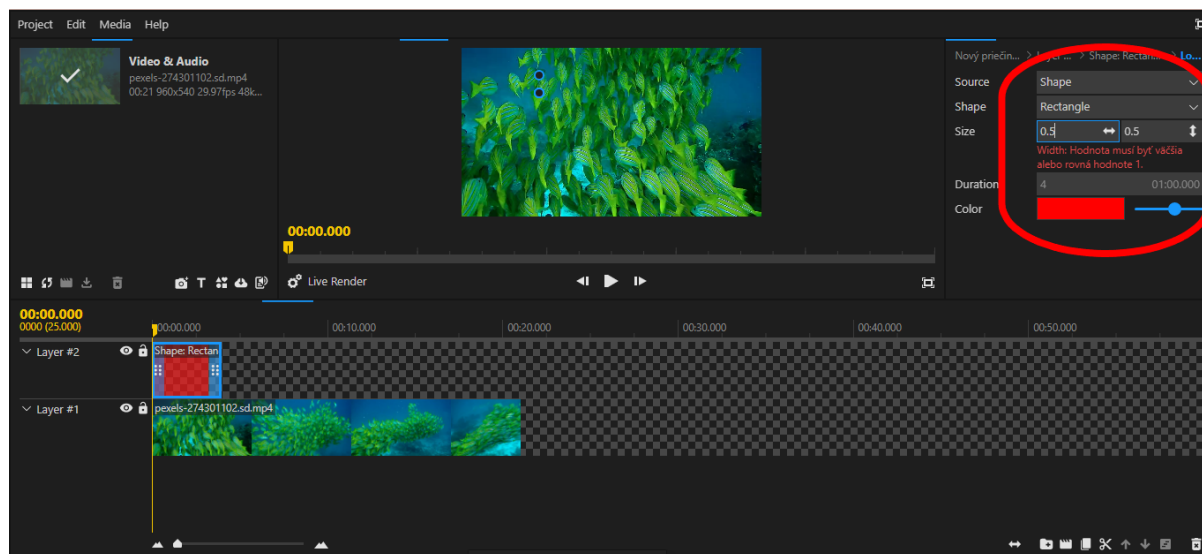 Project Edit Media Help
Video & Audio
pexels-274301102.sd.mp4
00:21 960x540 29.97fps 48k...
00:00.000
Live Render
Nový priečin... > Layer ... > Shape: Rectan... > Lo...
Source Shape
Shape Rectangle
Size 0.5 0.5
Width: Hodnota musí byť väčšia
alebo rovná hodnote 1.
Duration 4 01:00.000
Color
00:00.000
0000 (25.000)
00:00.000 00:10.000 00:20.000 00:30.000 00:40.000 00:50.000
Layer #2
Shape: Rectan
Layer #1
pexels-274301102.sd.mp4